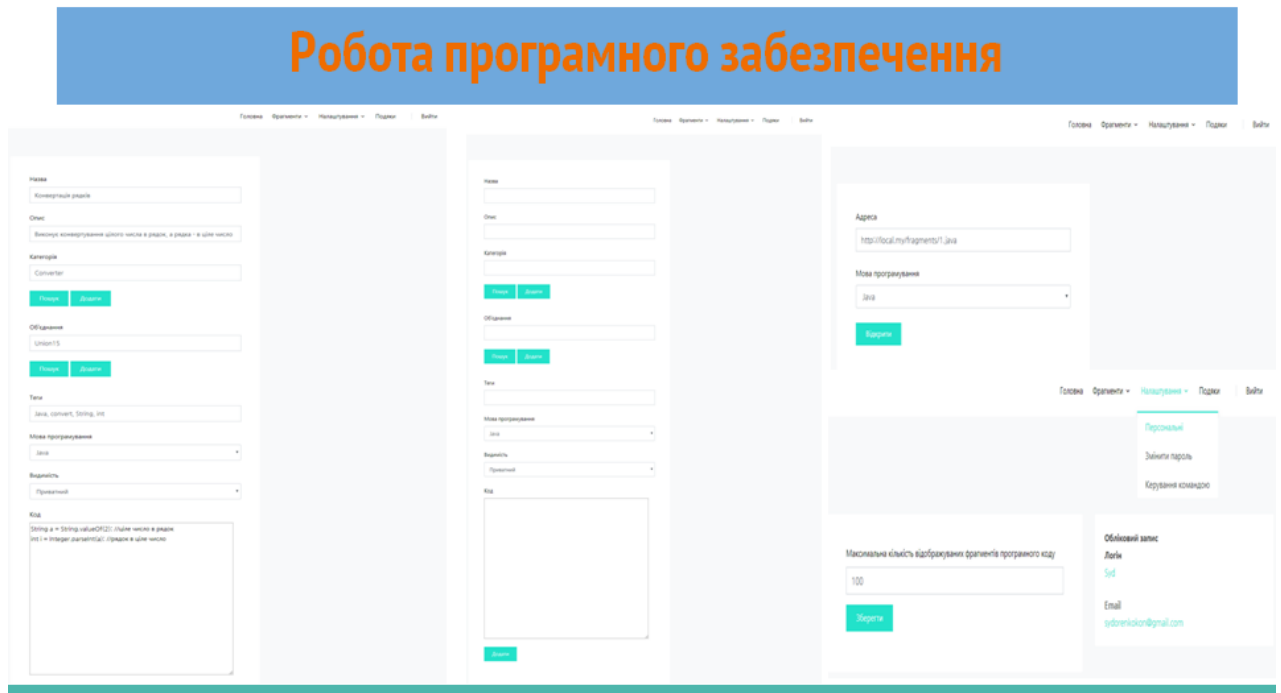 Робота програмного забезпечення
Головна Фрагменти Налаштування Подяки Вийти
Назва
Конвертація рядків
Опис
Виконує конвертування цілого числа в рядок, а рядка - в ціле число
Категорія
Converter
Пошук Додати
Об'єднання
Union15
Пошук Додати
Теги
Java, convert, String, int
Мова програмування
Java
Видимість
Приватний
Код
String a = String.valueOf(2); //ціле число в рядок
int i = Integer.parseInt(a); //рядок в ціле число
Головна Фрагменти Налаштування Подяки Вийти
Назва
Опис
Категорія
Пошук Додати
Об'єднання
Пошук Додати
Теги
Мова програмування
Java
Видимість
Приватний
Код
Додати
Головна Фрагменти Налаштування Подяки Вийти
Адреса
http://local.my/fragments/1.java
Мова програмування
Java
Відкрити
Головна Фрагменти Налаштування Подяки Вийти
Персональні
Змінити пароль
Керування командою
Максимальна кількість відображуваних фрагментів програмного коду
100
Зберегти
Обліковий запис
Логін
Syd
Email
sydorenkokon@gmail.com